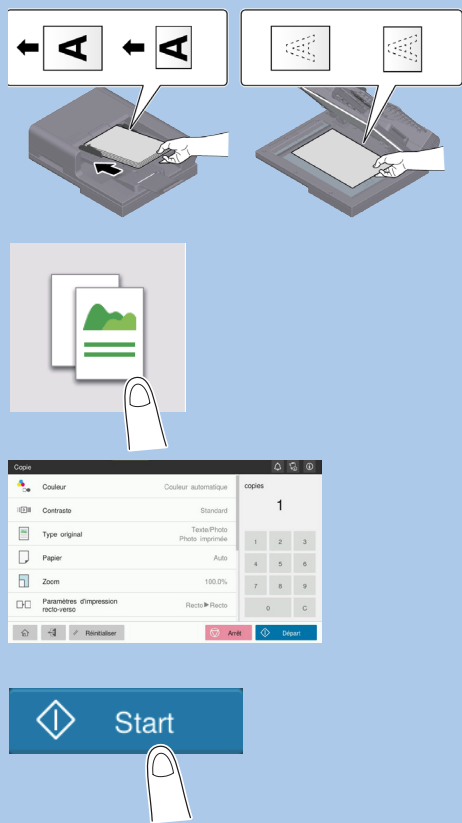 A A A A
Copie
Couleur Couleur automatique
copies
1
Contraste Standard
Type original Texte/Photo
Photo imprimée
1 2 3
Papier Auto
4 5 6
Zoom 100.0%
7 8 9
Paramètres d'impression
recto-verso Recto ▶ Recto
0 C
Réinitialiser Arrêt Départ
Start